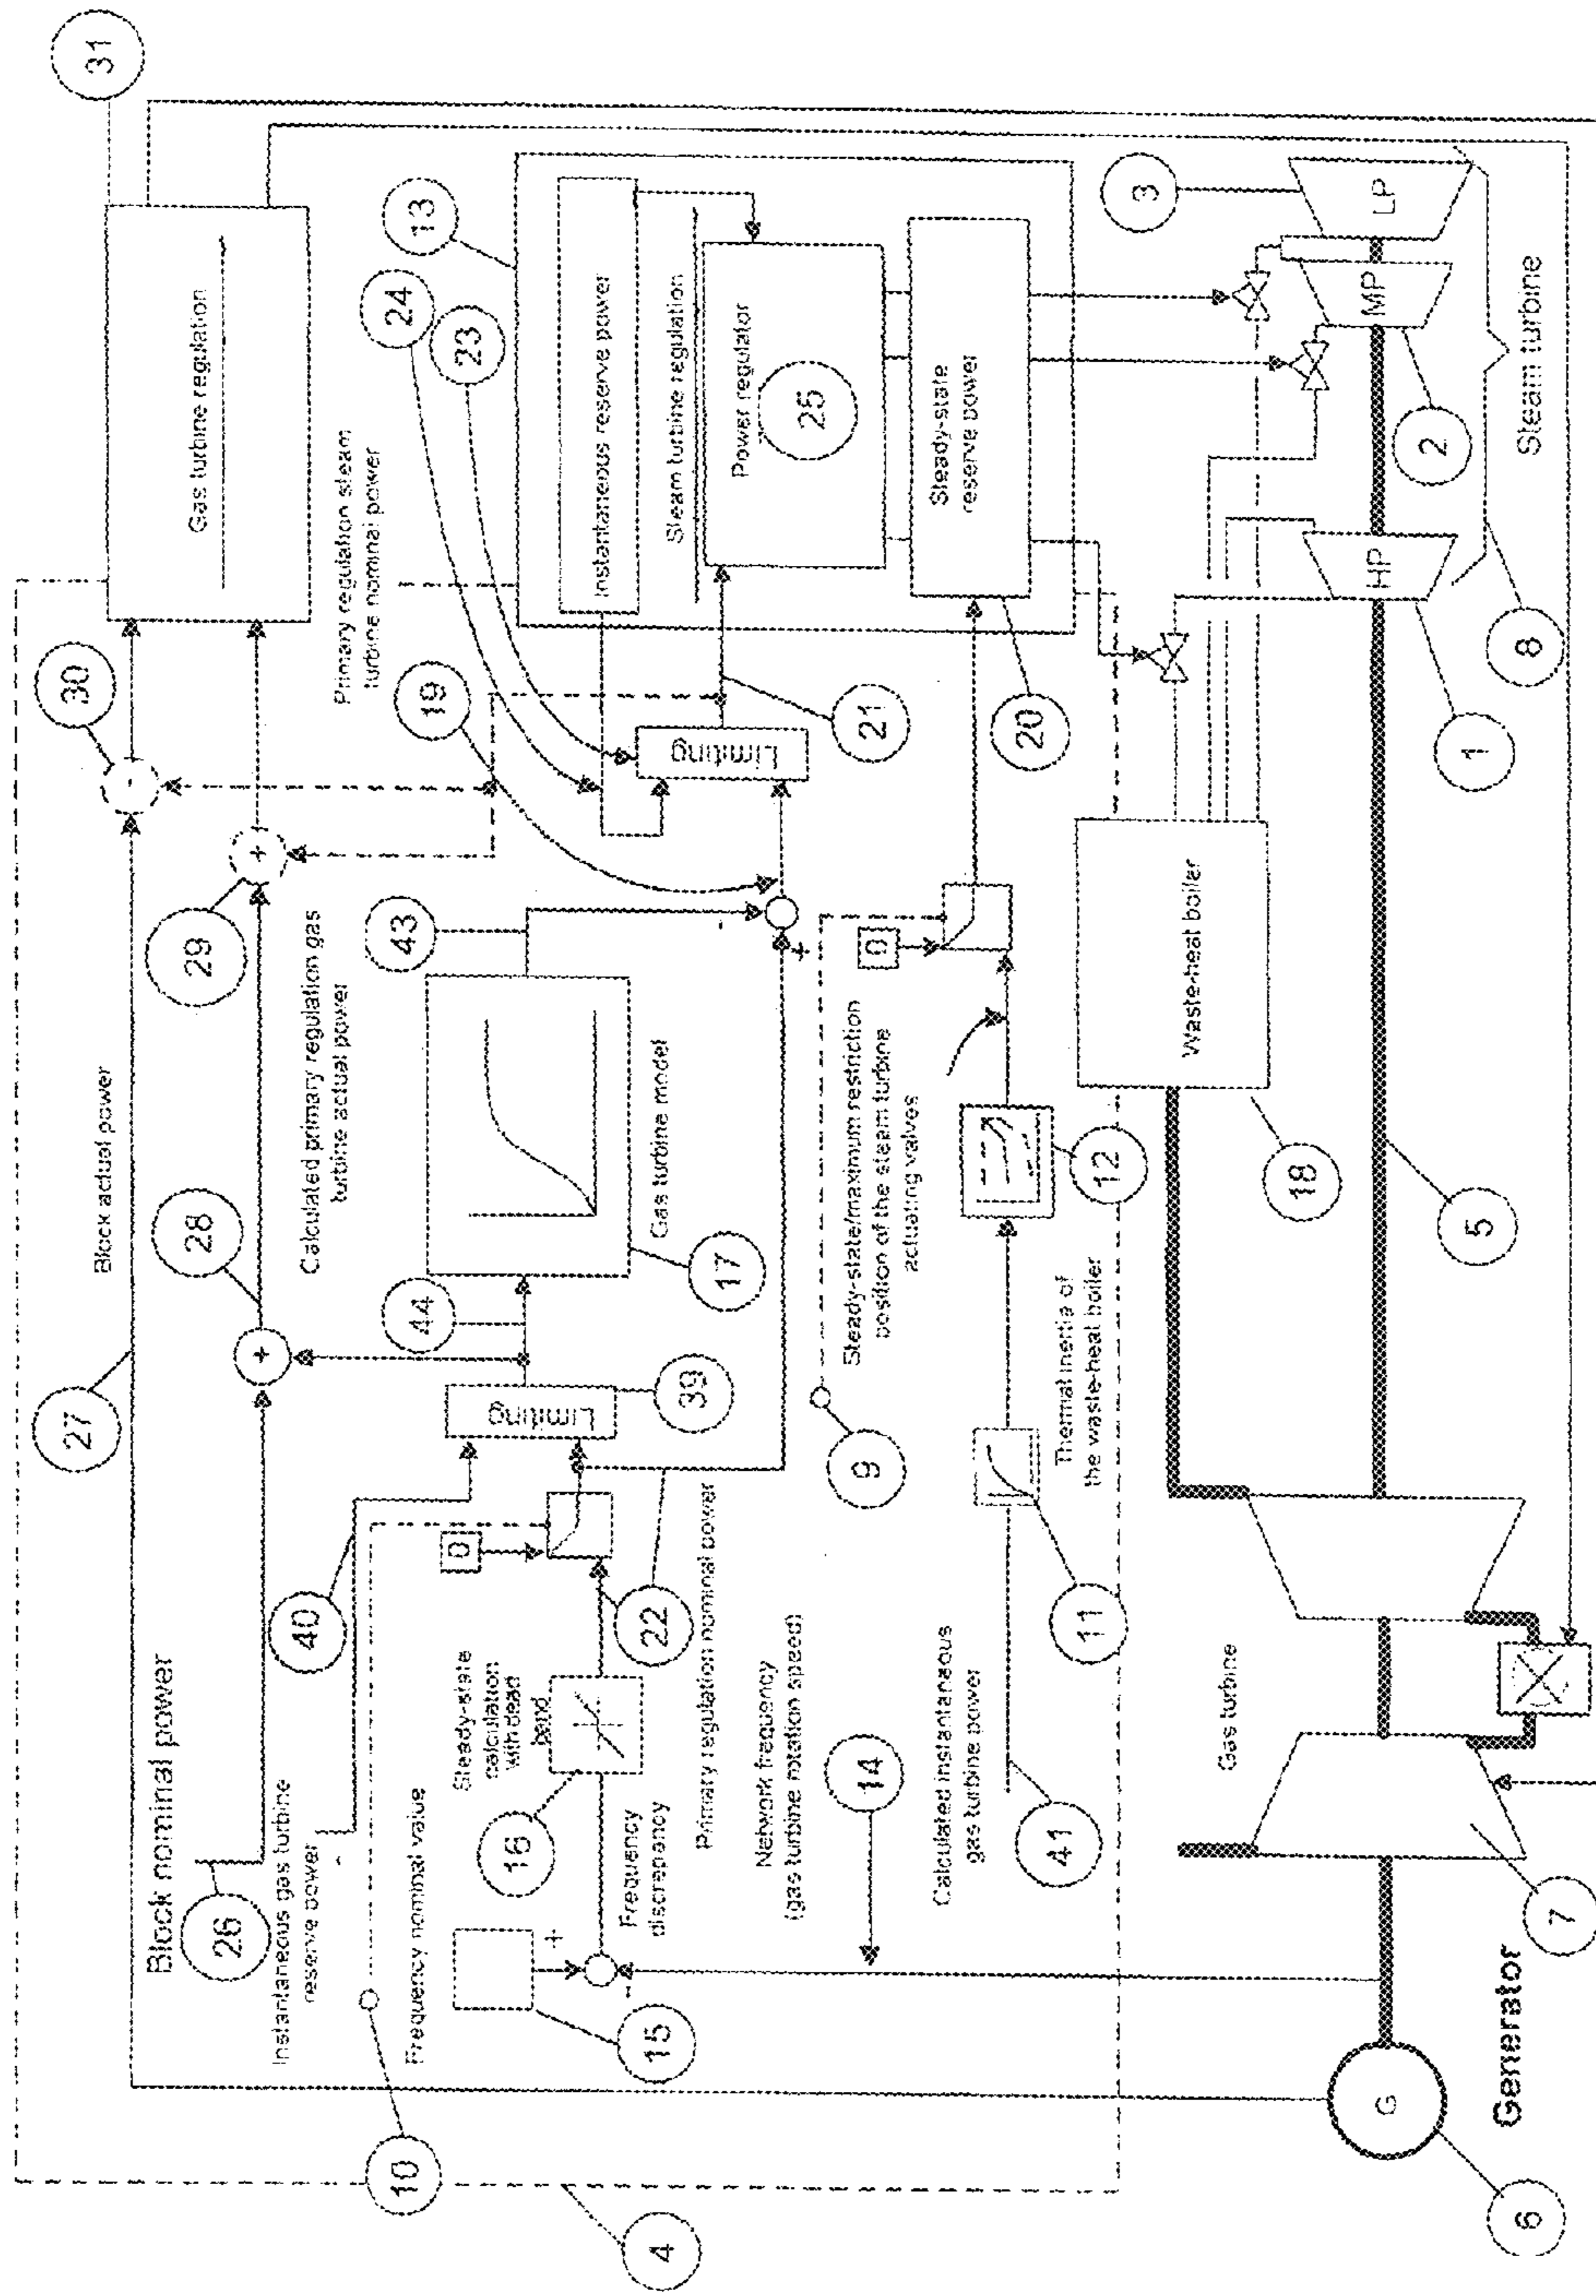 31
Gas turbine regulation
30
Block actual power
27
Block nominal power
26
+
29
28
+
-
Calculated primary regulation gas
turbine actual power
Primary regulation steam
turbine nominal power
24
23
13
19
Instantaneous reserve power
Steam turbine regulation
Power regulator
25
Steady-state
reserve power
20
21
Limiting
43
Gas turbine model
17
44
Limiting
39
40
Instantaneous gas turbine
reserve power
10
Frequency nominal value
15
+
-
Steady-state
calculation
with dead
bend
16
Frequency
discrepancy
0
22
Primary regulation nominal power
Network frequency
(gas turbine rotation speed)
14
-
+
9
0
Steady-state/maximum restriction
position of the steam turbine
actuating valves
12
Thermal inertia of
the waste-heat boiler
11
Calculated instantaneous
gas turbine power
41
4
Waste-heat boiler
18
3
LP
MP
2
HP
1
8
Steam turbine
5
Gas turbine
7
G
Generator
6